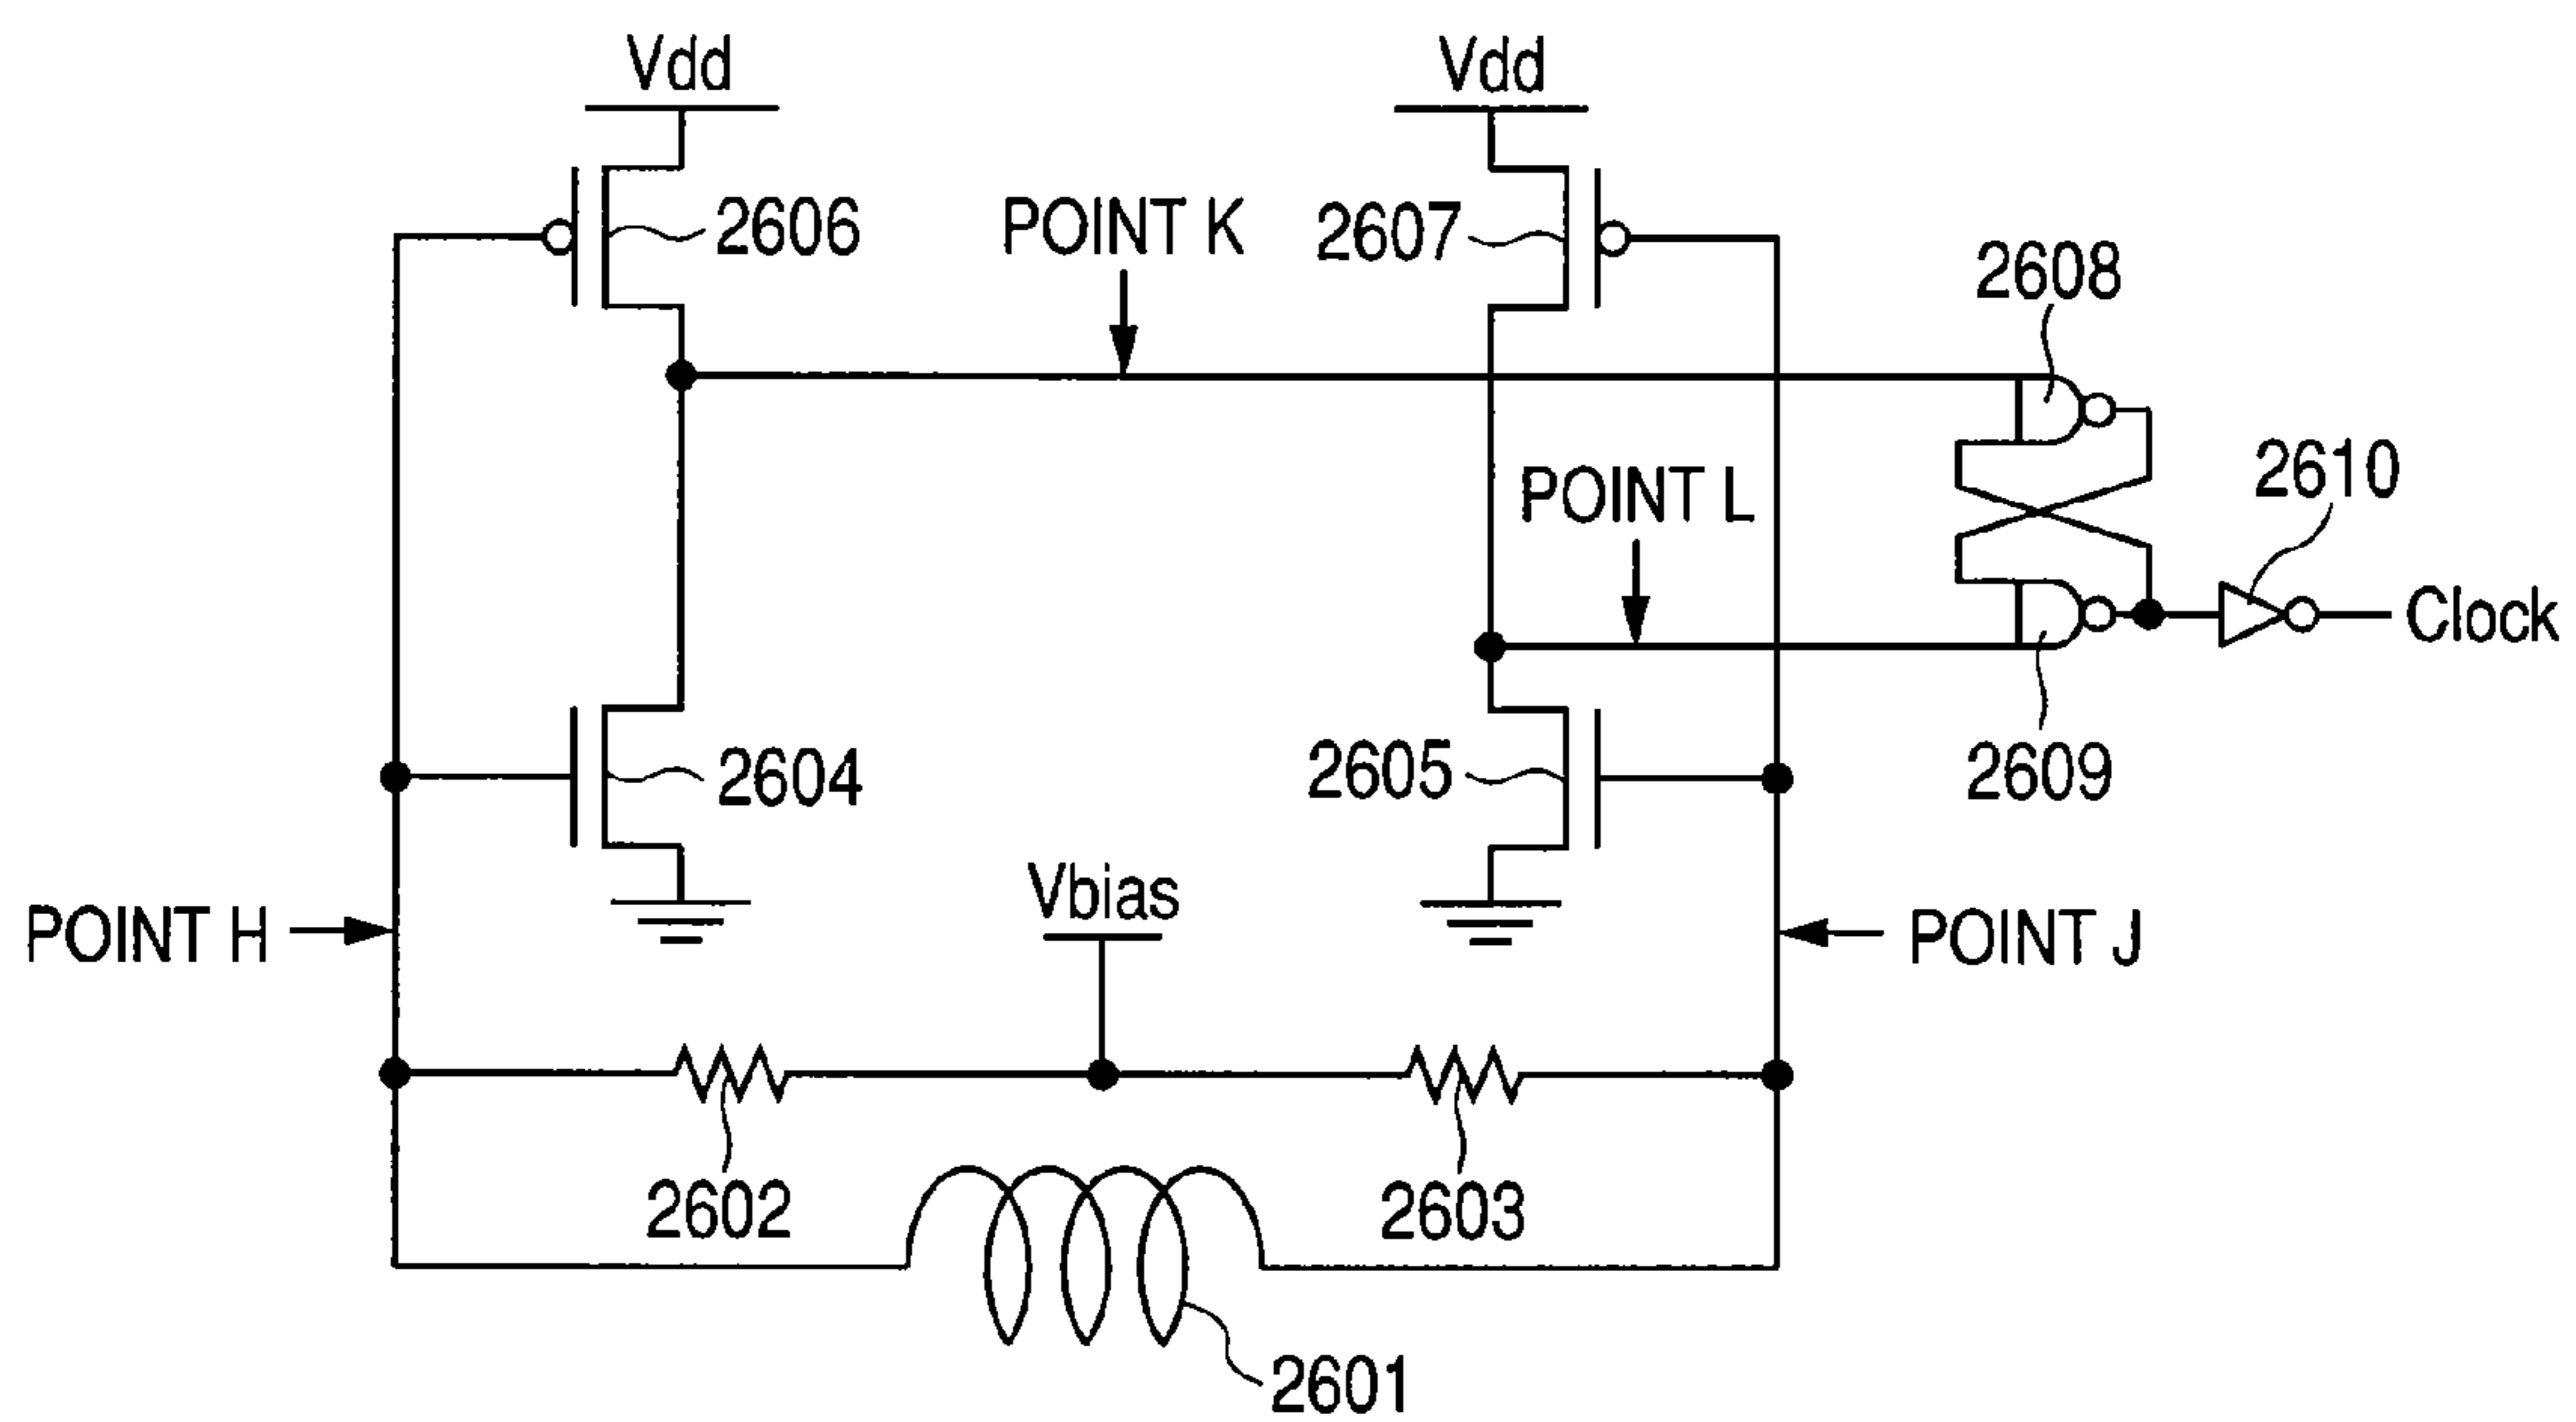 Vdd
Vdd
2606
POINT K
2607
2608
POINT L
2610
Clock
2604
2605
2609
Vbias
POINT H
POINT J
2602
2603
2601